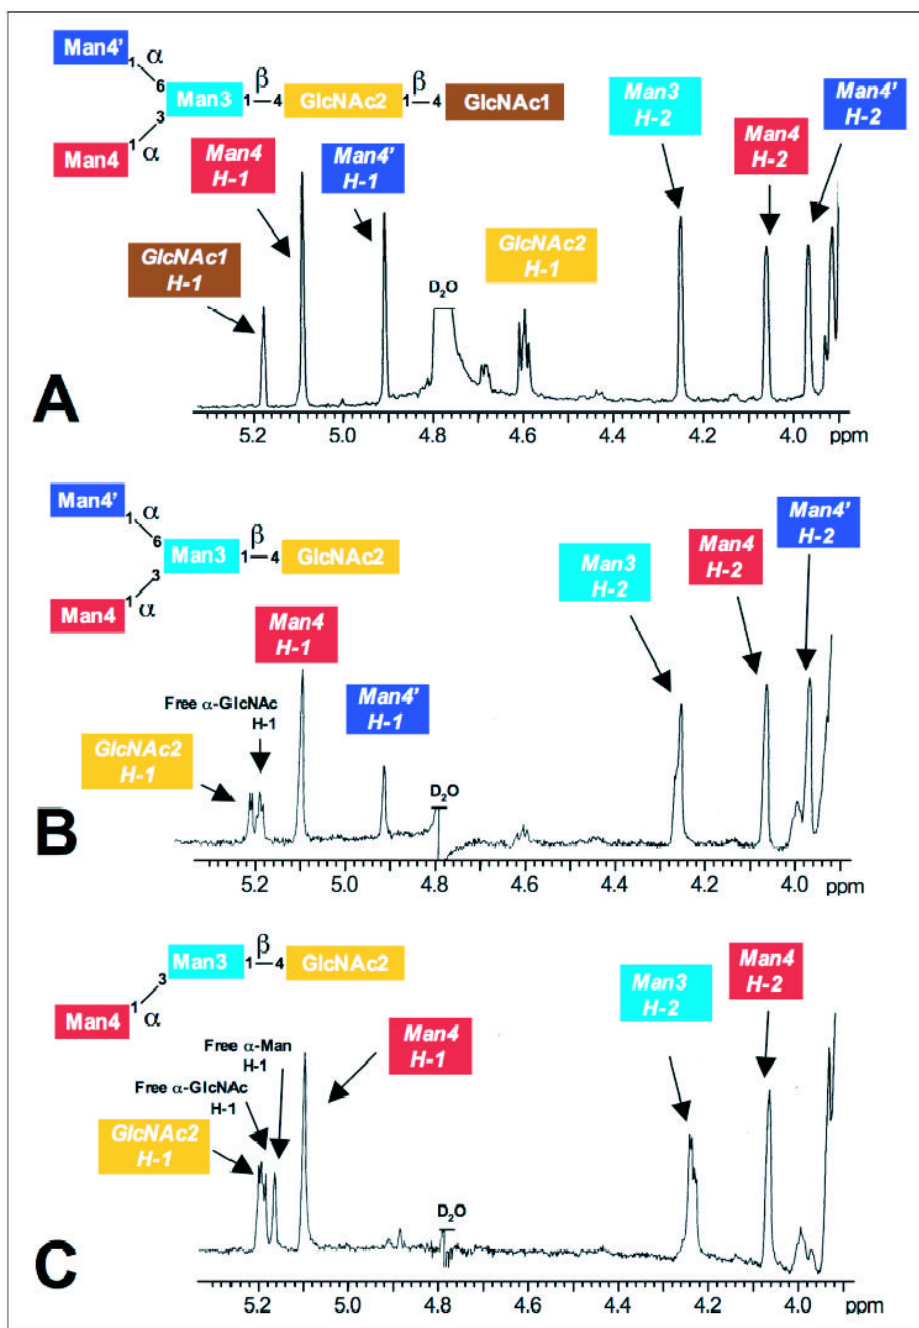 Man4’
1 α
6
Man3 1 β 4 GlcNAc2 1 β 4 GlcNAc1
3
Man4 1 α
Man4
H-1
Man4’
H-1
Man3
H-2
Man4
H-2
Man4’
H-2
GlcNAc1
H-1
D2O
GlcNAc2
H-1
A
5.2 5.0 4.8 4.6 4.4 4.2 4.0 ppm
Man4’
1 α
6
Man3 1 β 4 GlcNAc2
3
Man4 1 α
Man4
H-1
Man4’
H-1
Man3
H-2
Man4
H-2
Man4’
H-2
Free α-GlcNAc
H-1
GlcNAc2
H-1
D2O
B
5.2 5.0 4.8 4.6 4.4 4.2 4.0 ppm
Man3 1 β 4 GlcNAc2
3
Man4 1 α
Free α-Man
H-1
Free α-GlcNAc
H-1
GlcNAc2
H-1
Man4
H-1
Man3
H-2
Man4
H-2
D2O
C
5.2 5.0 4.8 4.6 4.4 4.2 4.0 ppm